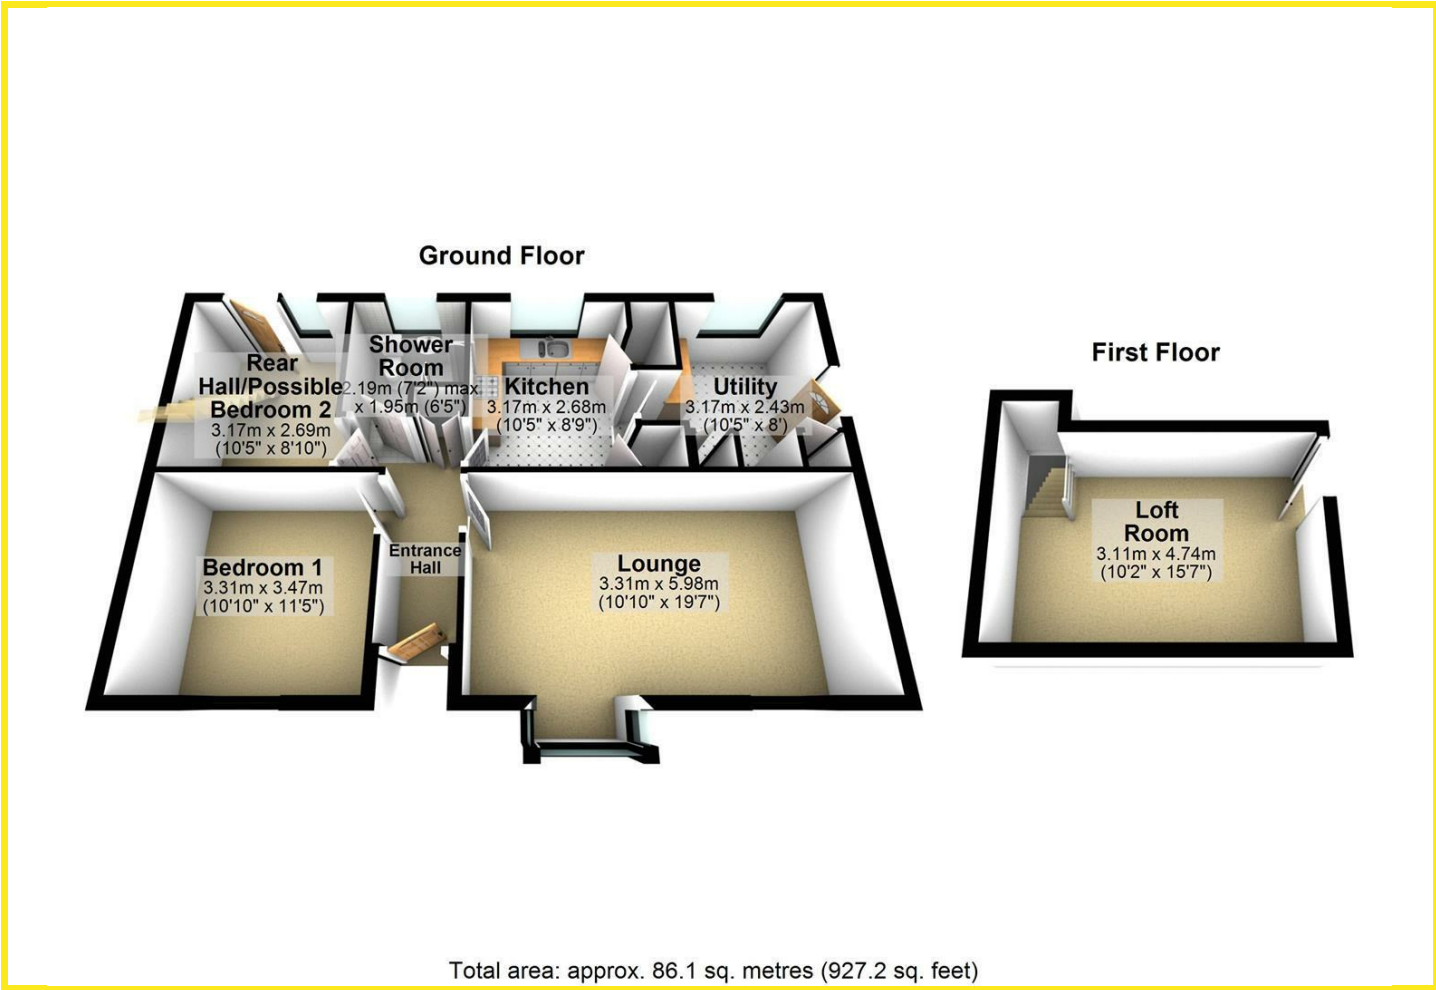 Ground Floor
Rear
Hall/Possible
Bedroom 2
3.17m x 2.69m
(10'5" x 8'10")
Shower
Room
2.19m (7'2") max
x 1.95m (6'5")
Kitchen
3.17m x 2.68m
(10'5" x 8'9")
Utility
3.17m x 2.43m
(10'5" x 8')
Bedroom 1
3.31m x 3.47m
(10'10" x 11'5")
Entrance
Hall
Lounge
3.31m x 5.98m
(10'10" x 19'7")
First Floor
Loft
Room
3.11m x 4.74m
(10'2" x 15'7")
Total area: approx. 86.1 sq. metres (927.2 sq. feet)